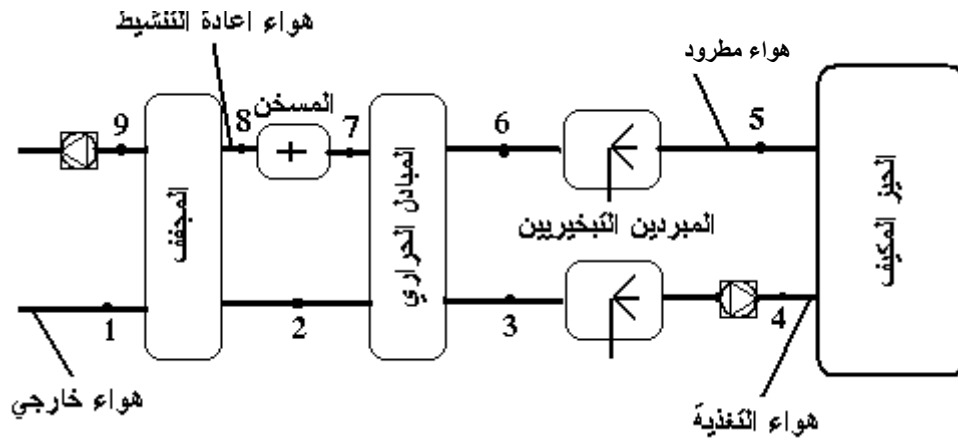 هواء اعادة التنشيط
هواء مطرود
المسخن
9
8
7
6
5
المجفف
المبادل الحراري
المبردين التبخيريين
الحيز المكيف
1
2
3
4
هواء خارجي
هواء التغذية